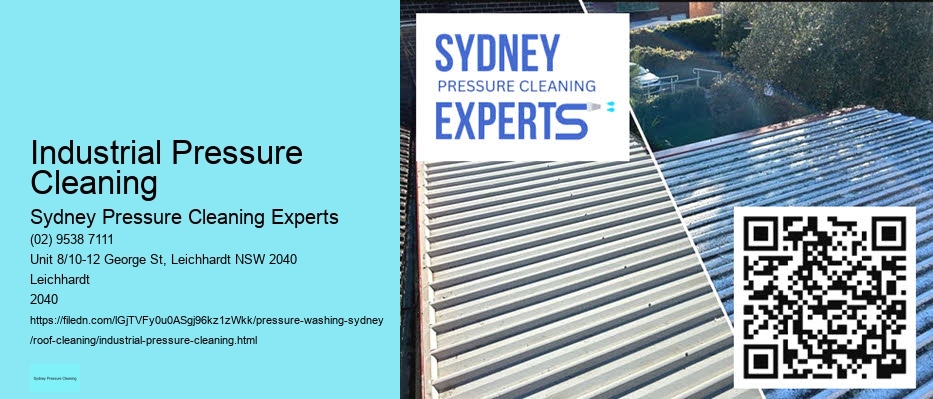 Industrial Pressure
Cleaning
Sydney Pressure Cleaning Experts
(02) 9538 7111
Unit 8/10-12 George St, Leichhardt NSW 2040
Leichhardt
2040
https://filedn.com/lGjTVFy0u0ASgj96kz1zWkk/pressure-washing-sydney
/roof-cleaning/industrial-pressure-cleaning.html
Sydney Pressure Cleaning
SYDNEY
PRESSURE CLEANING
EXPERTS